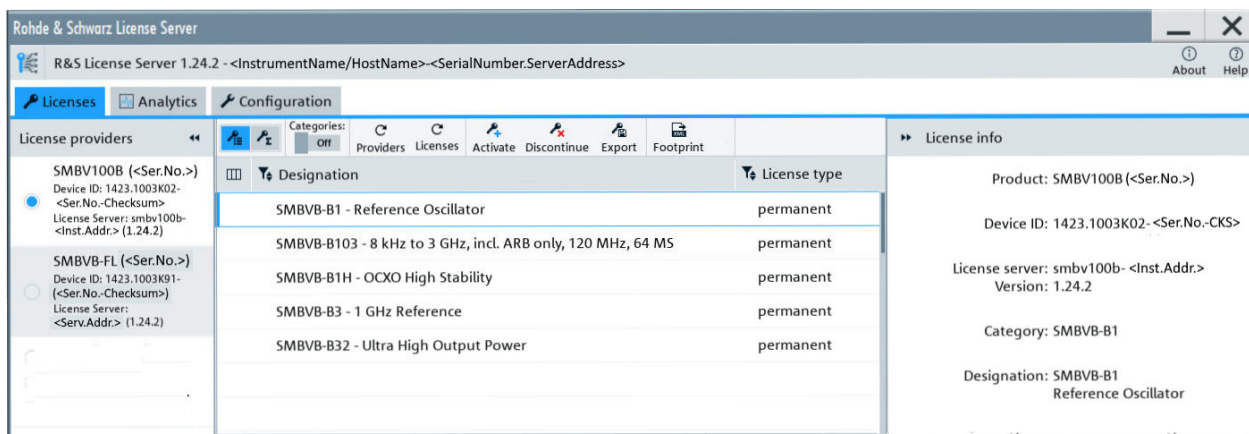 Rohde & Schwarz License Server
R&S License Server 1.24.2 - <InstrumentName/HostName>-<SerialNumber.ServerAddress>
About
Help
Licenses
Analytics
Configuration
License providers
SMBV100B (<Ser.No.>)
Device ID: 1423.1003K02-
<Ser.No.-Checksum>
License Server: smbv100b-
<Inst.Addr.> (1.24.2)
SMBVB-FL (<Ser.No.>)
Device ID: 1423.1003K91-
(<Ser.No.-Checksum>)
License Server:
<Serv.Addr.> (1.24.2)
Categories:
Off
Providers
Licenses
Activate
Discontinue
Export
Footprint
Designation
License type
SMBVB-B1 - Reference Oscillator permanent
SMBVB-B103 - 8 kHz to 3 GHz, incl. ARB only, 120 MHz, 64 MS permanent
SMBVB-B1H - OCXO High Stability permanent
SMBVB-B3 - 1 GHz Reference permanent
SMBVB-B32 - Ultra High Output Power permanent
License info
Product: SMBV100B (<Ser.No.>)
Device ID: 1423.1003K02- <Ser.No.-CKS>
License server: smbv100b- <Inst.Addr.>
Version: 1.24.2
Category: SMBVB-B1
Designation: SMBVB-B1
Reference Oscillator